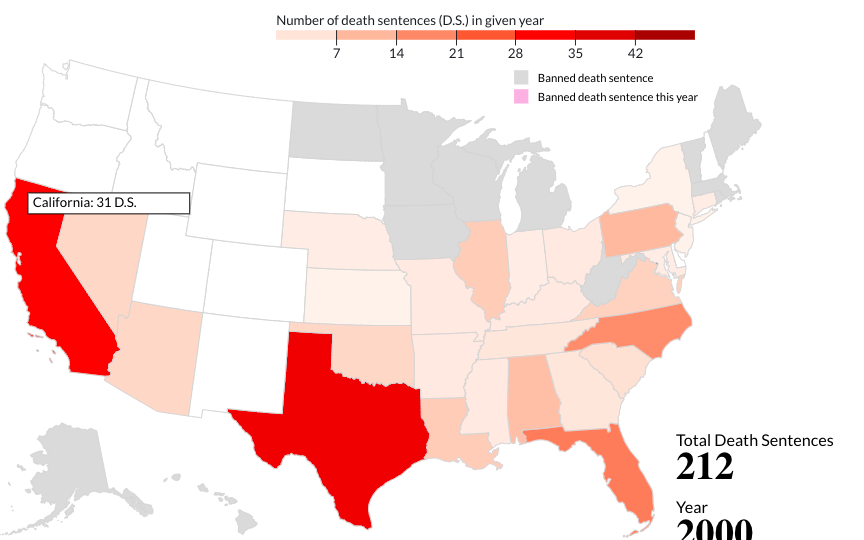 Number of death sentences (D.S.) in given year
7 14 21 28 35 42
Banned death sentence
Banned death sentence this year
California: 31 D.S.
Total Death Sentences
212
Year
2000